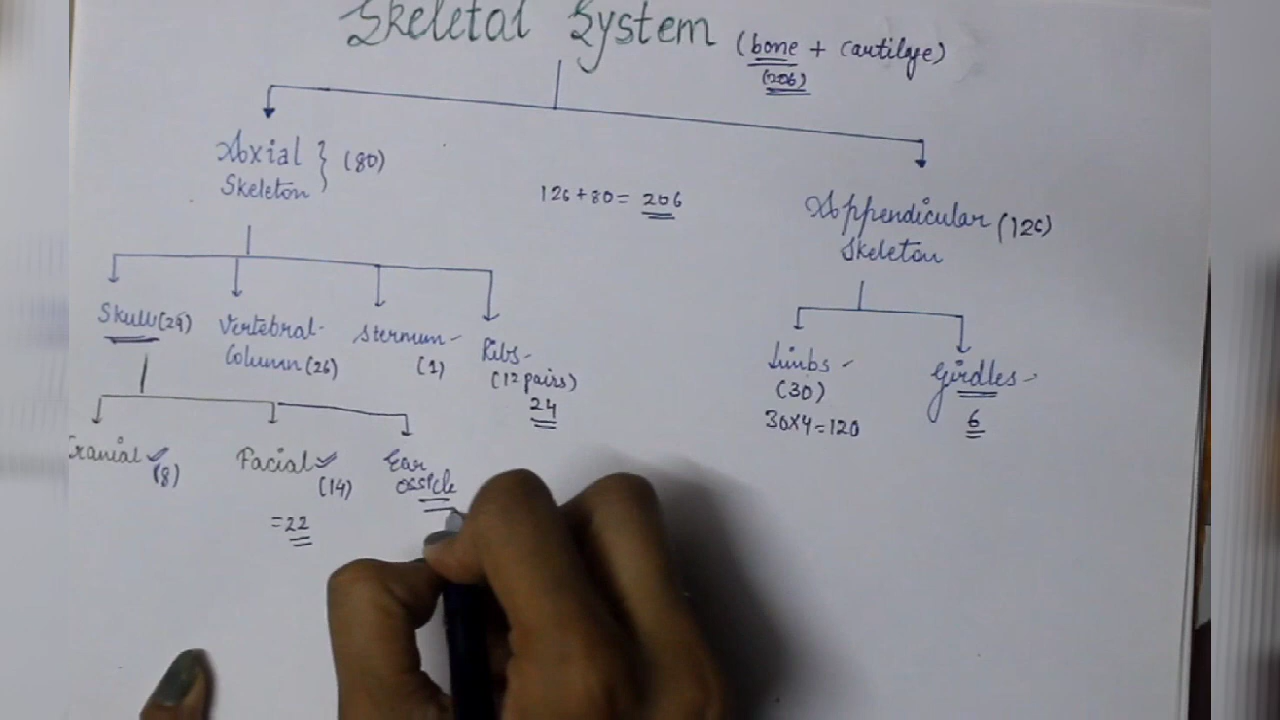 Skeletal System (bone + cartilage)
(206)
Axial } (80)
Skeleton
126+80= 206
Appendicular (126)
Skeleton
Skull(29)
Vertebral-
Column(26)
Sternum-
(1)
Ribs-
(12 pairs)
24
Limbs-
(30)
30x4=120
Girdles-
6
Cranial
(8)
Facial
(14)
=22
Ear
ossicle